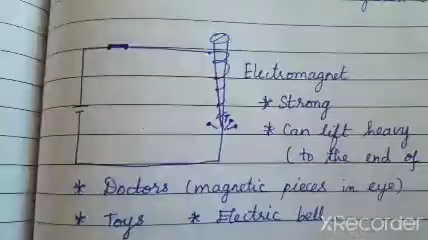 Electromagnet
* Strong
* Can lift heavy
(to the end of
* Doctors (magnetic pieces in eye)
* Toys * Electric bell
XRecorder